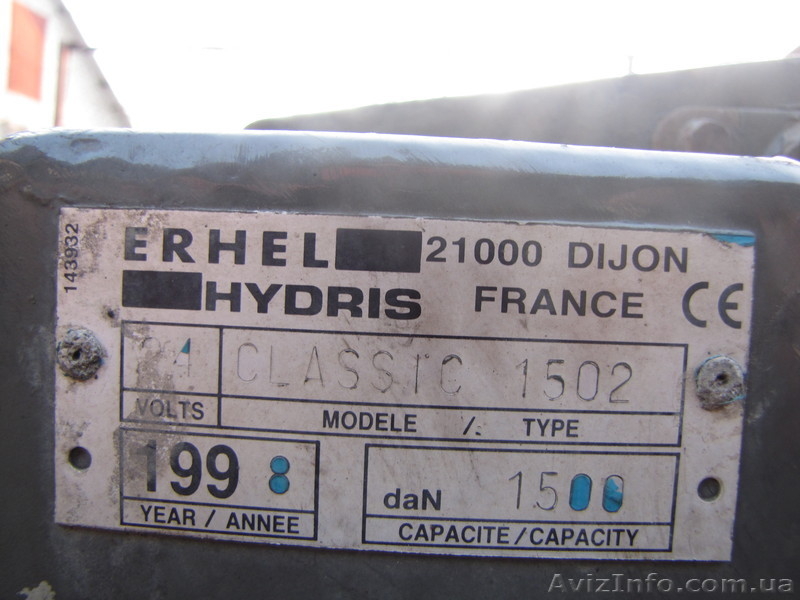 143932
ERHEL 21000 DIJON
HYDRIS FRANCE CE
24 CLASSIC 1502
VOLTS MODELE / TYPE
1998 daN 1500
YEAR / ANNEE CAPACITE/CAPACITY
AvizInfo.com.ua